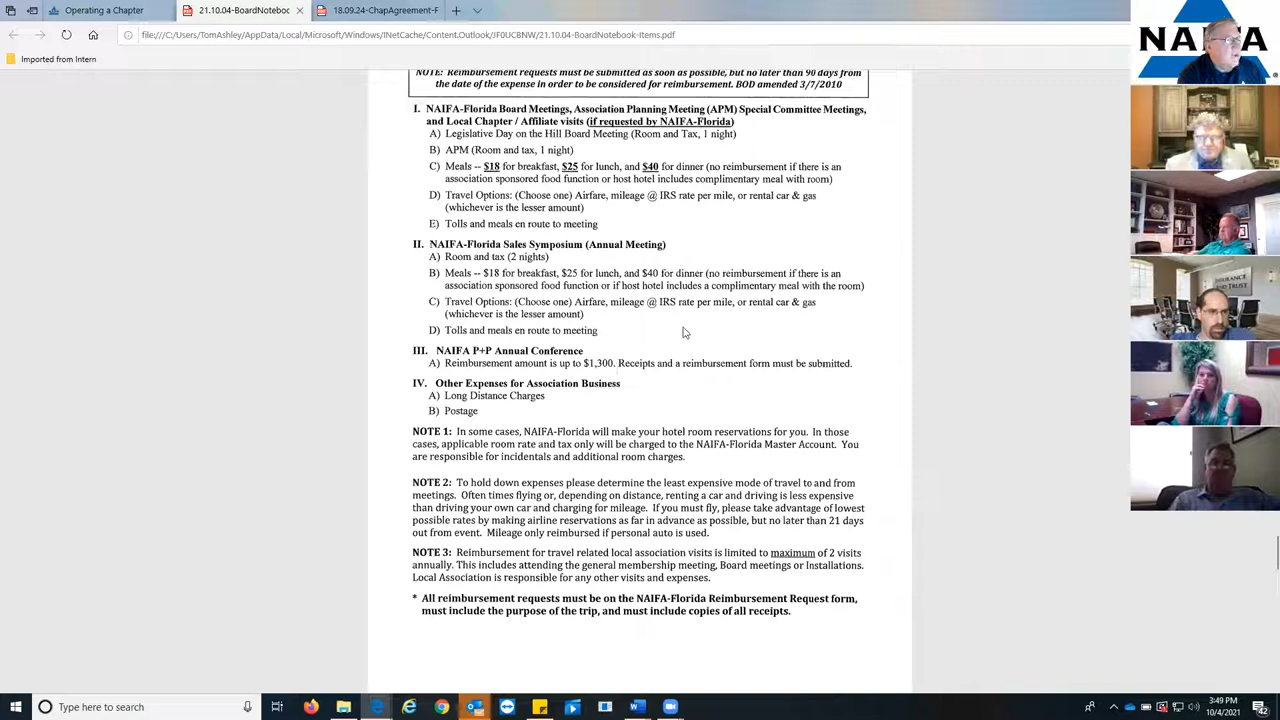 Operating a Chapter
21.10.04-BoardNotebook
18.09.24-ChapAgreement-F
file:///C:/Users/TomAshley/AppData/Local/Microsoft/Windows/INetCache/Content.Outlook/JF0UCBNW/21.10.04-BoardNotebook-Items.pdf
Imported from Intern
NOTE: Reimbursement requests must be submitted as soon as possible, but no later than 90 days from
the date of the expense in order to be considered for reimbursement. BOD amended 3/7/2010
I. NAIFA-Florida Board Meetings, Association Planning Meeting (APM) Special Committee Meetings,
and Local Chapter / Affiliate visits (if requested by NAIFA-Florida)
A) Legislative Day on the Hill Board Meeting (Room and Tax, 1 night)
B) APM (Room and tax, 1 night)
C) Meals -- $18 for breakfast, $25 for lunch, and $40 for dinner (no reimbursement if there is an
association sponsored food function or host hotel includes complimentary meal with room)
D) Travel Options: (Choose one) Airfare, mileage @ IRS rate per mile, or rental car & gas
(whichever is the lesser amount)
E) Tolls and meals en route to meeting
II. NAIFA-Florida Sales Symposium (Annual Meeting)
A) Room and tax (2 nights)
B) Meals -- $18 for breakfast, $25 for lunch, and $40 for dinner (no reimbursement if there is an
association sponsored food function or if host hotel includes a complimentary meal with the room)
C) Travel Options: (Choose one) Airfare, mileage @ IRS rate per mile, or rental car & gas
(whichever is the lesser amount)
D) Tolls and meals en route to meeting
III. NAIFA P+P Annual Conference
A) Reimbursement amount is up to $1,300. Receipts and a reimbursement form must be submitted.
IV. Other Expenses for Association Business
A) Long Distance Charges
B) Postage
NOTE 1: In some cases, NAIFA-Florida will make your hotel room reservations for you. In those
cases, applicable room rate and tax only will be charged to the NAIFA-Florida Master Account. You
are responsible for incidentals and additional room charges.
NOTE 2: To hold down expenses please determine the least expensive mode of travel to and from
meetings. Often times flying or, depending on distance, renting a car and driving is less expensive
than driving your own car and charging for mileage. If you must fly, please take advantage of lowest
possible rates by making airline reservations as far in advance as possible, but no later than 21 days
out from event. Mileage only reimbursed if personal auto is used.
NOTE 3: Reimbursement for travel related local association visits is limited to maximum of 2 visits
annually. This includes attending the general membership meeting, Board meetings or Installations.
Local Association is responsible for any other visits and expenses.
* All reimbursement requests must be on the NAIFA-Florida Reimbursement Request form,
must include the purpose of the trip, and must include copies of all receipts.
Type here to search
3:49 PM
10/4/2021
42
NAIFA
INSURANCE
TRUST